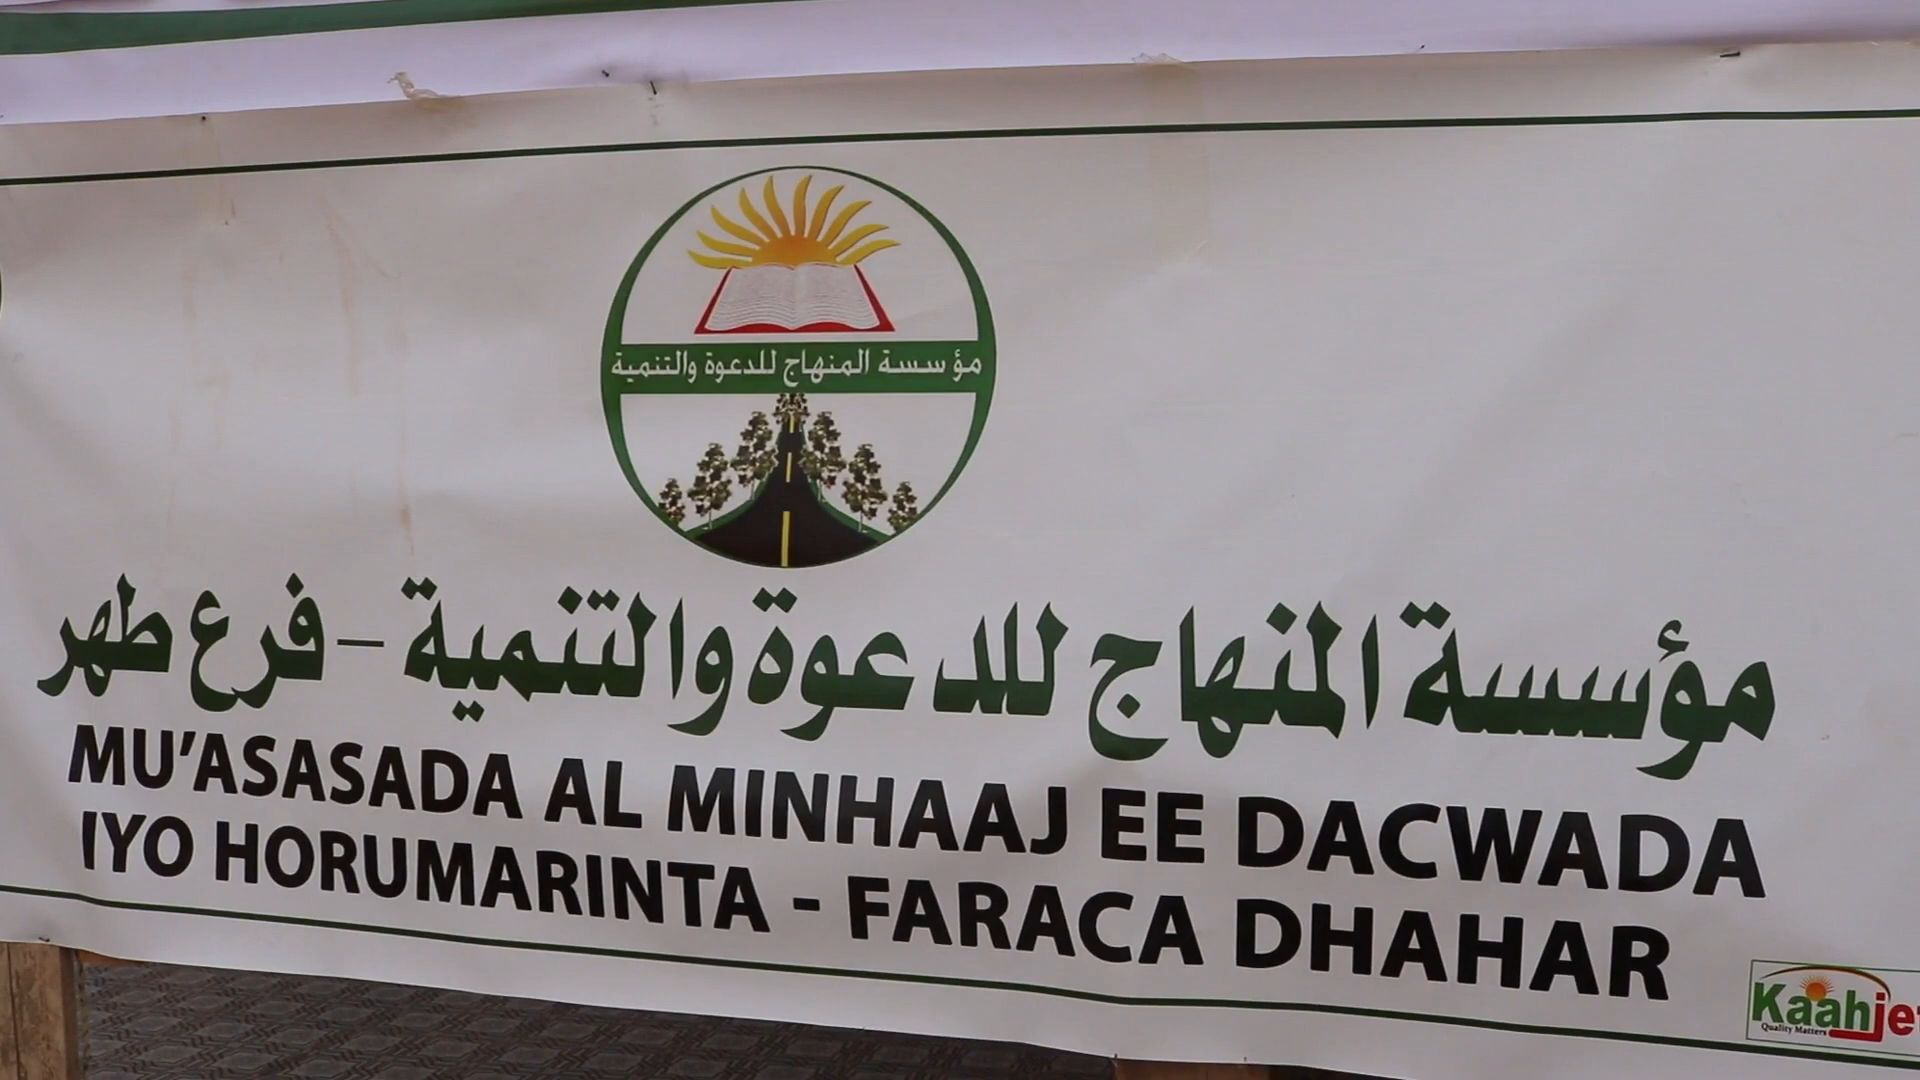 مؤسسة المنهاج للدعوة والتنمية
مؤسسة المنهاج للدعوة والتنمية - فرع طهر
MU'ASASADA AL MINHAAJ EE DACWADA
IYO HORUMARINTA - FARACA DHAHAR
Kaahje
Quality Matters